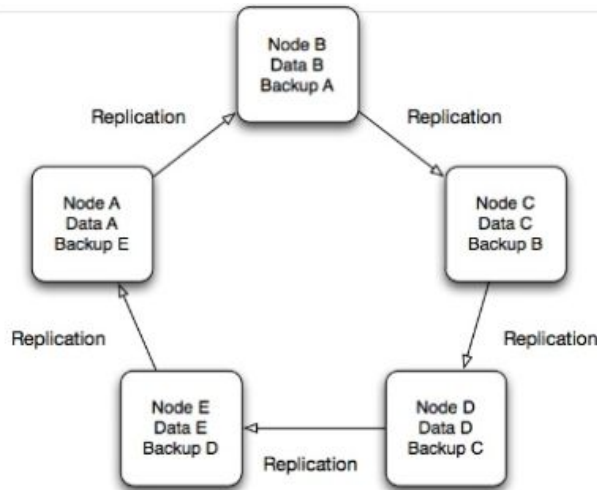 Node B
Data B
Backup A
Replication
Replication
Node A
Data A
Backup E
Node C
Data C
Backup B
Replication
Replication
Node E
Data E
Backup D
Node D
Data D
Backup C
Replication